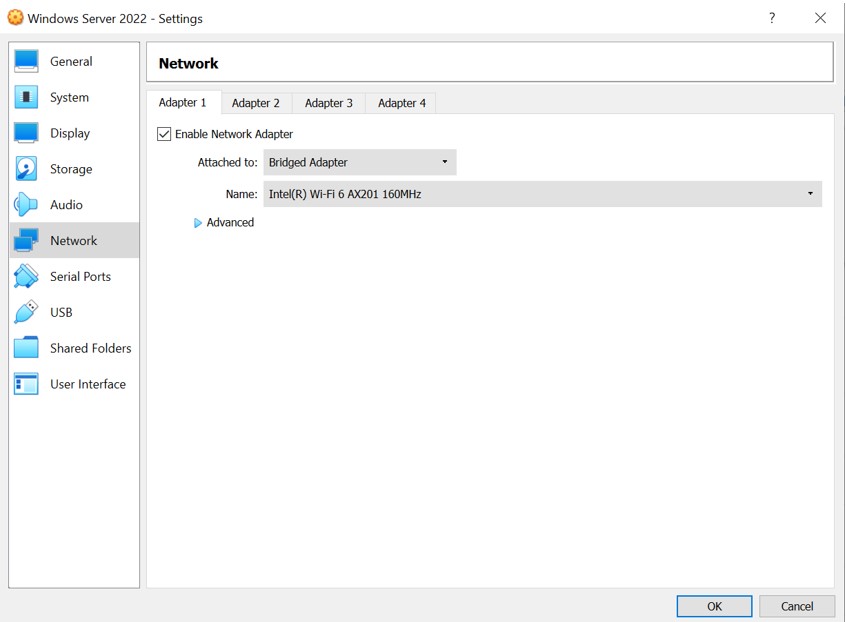 Windows Server 2022 - Settings
?
General
System
Display
Storage
Audio
Network
Serial Ports
USB
Shared Folders
User Interface
Network
Adapter 1 Adapter 2 Adapter 3 Adapter 4
Enable Network Adapter
Attached to: Bridged Adapter
Name: Intel(R) Wi-Fi 6 AX201 160MHz
Advanced
OK Cancel